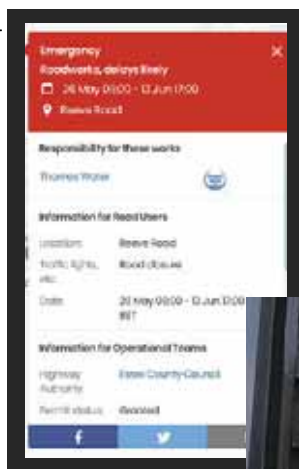 Emergency
Roadworks, delays likely
26 May 09:00 - 13 Jun 17:00
Reeve Road
Responsibility for these works
Thames Water
Information for Road Users
Location: Reeve Road
Traffic lights, Road closure
etc:
Date: 26 May 09:00 - 13 Jun 17:00
BST
Information for Operational Teams
Highway Essex County Council
Authority
Permit status: Granted
f